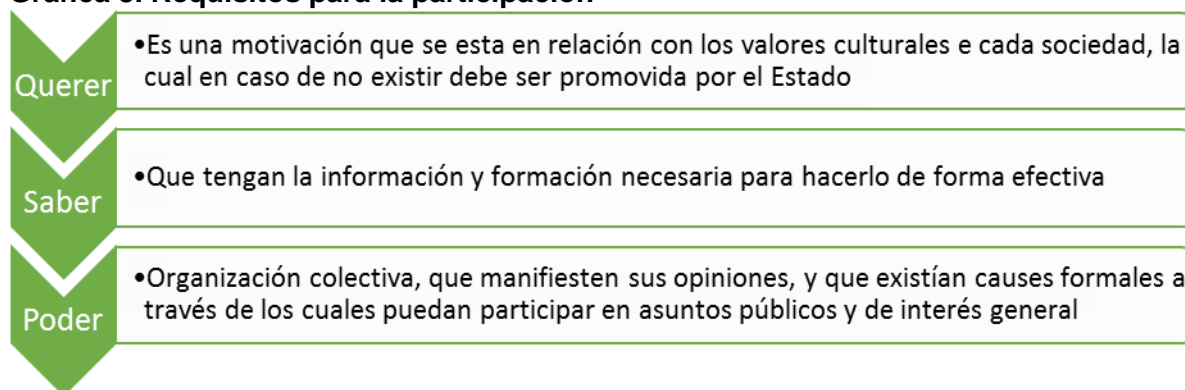 Gráfica 3. Requisitos para la participación
•Es una motivación que se esta en relación con los valores culturales e cada sociedad, la
cual en caso de no existir debe ser promovida por el Estado
Querer
•Que tengan la información y formación necesaria para hacerlo de forma efectiva
Saber
•Organización colectiva, que manifiesten sus opiniones, y que existían causes formales a
través de los cuales puedan participar en asuntos públicos y de interés general
Poder